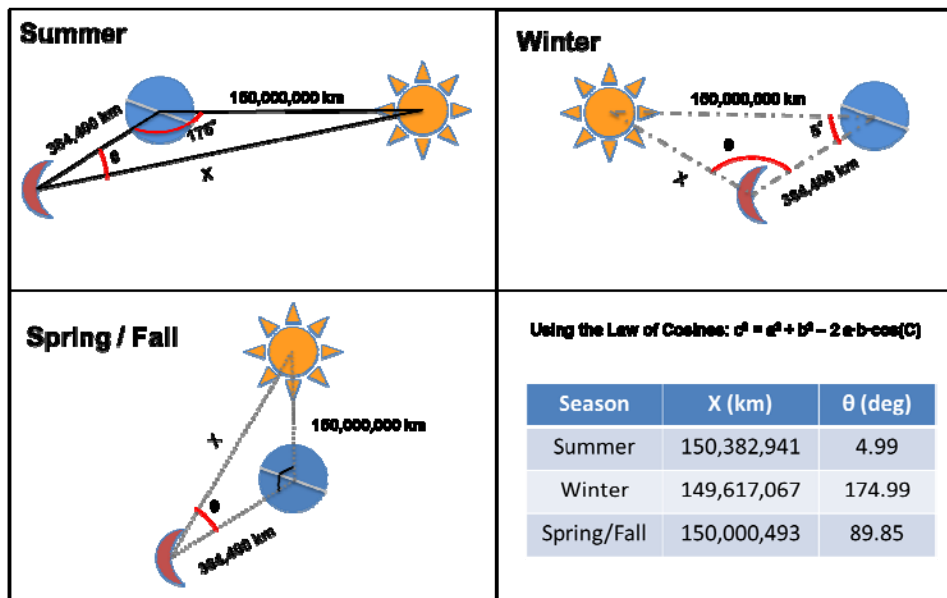 Summer
150,000,000 km
384,400 km
175°
θ
X
Winter
150,000,000 km
5°
θ
X
384,400 km
Spring / Fall
150,000,000 km
X
θ
384,400 km
Using the Law of Cosines: c² = a² + b² – 2 a·b·cos(C)
Season X (km) θ (deg)
Summer 150,382,941 4.99
Winter 149,617,067 174.99
Spring/Fall 150,000,493 89.85